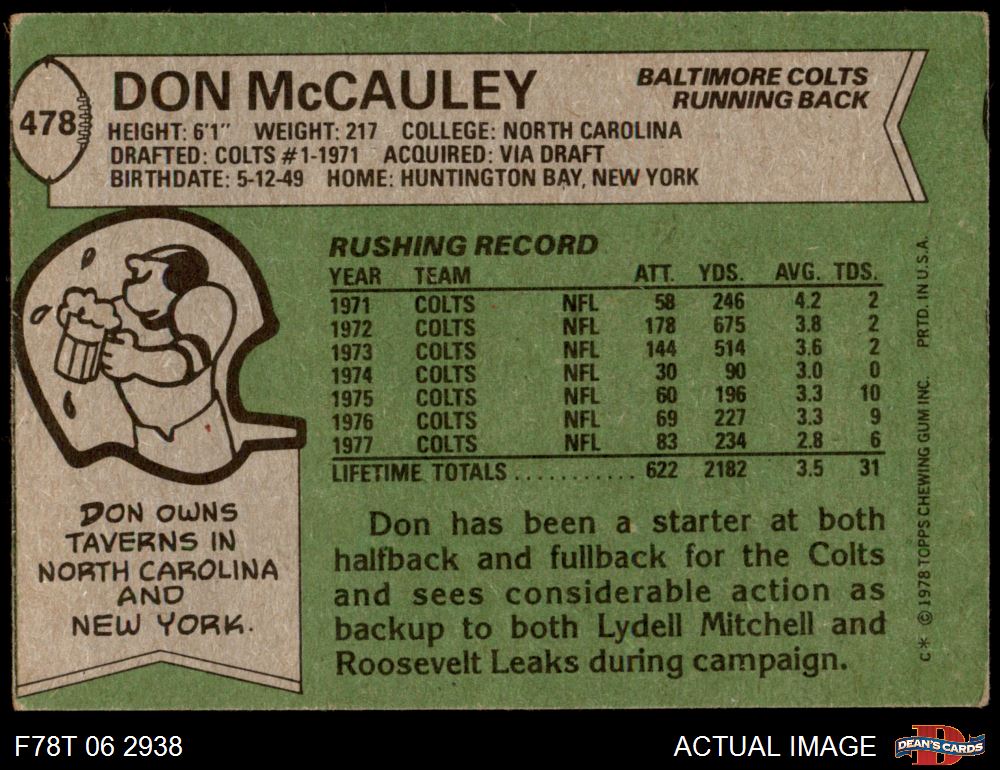 478
DON McCAULEY
BALTIMORE COLTS
RUNNING BACK
HEIGHT: 6'1" WEIGHT: 217 COLLEGE: NORTH CAROLINA
DRAFTED: COLTS #1-1971 ACQUIRED: VIA DRAFT
BIRTHDATE: 5-12-49 HOME: HUNTINGTON BAY, NEW YORK
RUSHING RECORD
YEAR TEAM ATT. YDS. AVG. TDS.
1971 COLTS NFL 58 246 4.2 2
1972 COLTS NFL 178 675 3.8 2
1973 COLTS NFL 144 514 3.6 2
1974 COLTS NFL 30 90 3.0 0
1975 COLTS NFL 60 196 3.3 10
1976 COLTS NFL 69 227 3.3 9
1977 COLTS NFL 83 234 2.8 6
LIFETIME TOTALS ........... 622 2182 3.5 31
DON OWNS
TAVERNS IN
NORTH CAROLINA
AND
NEW YORK.
Don has been a starter at both
halfback and fullback for the Colts
and sees considerable action as
backup to both Lydell Mitchell and
Roosevelt Leaks during campaign.
C* © 1978 TOPPS CHEWING GUM INC. PRTD. IN U.S.A.
F78T 06 2938
ACTUAL IMAGE
D
DEAN'S CARDS